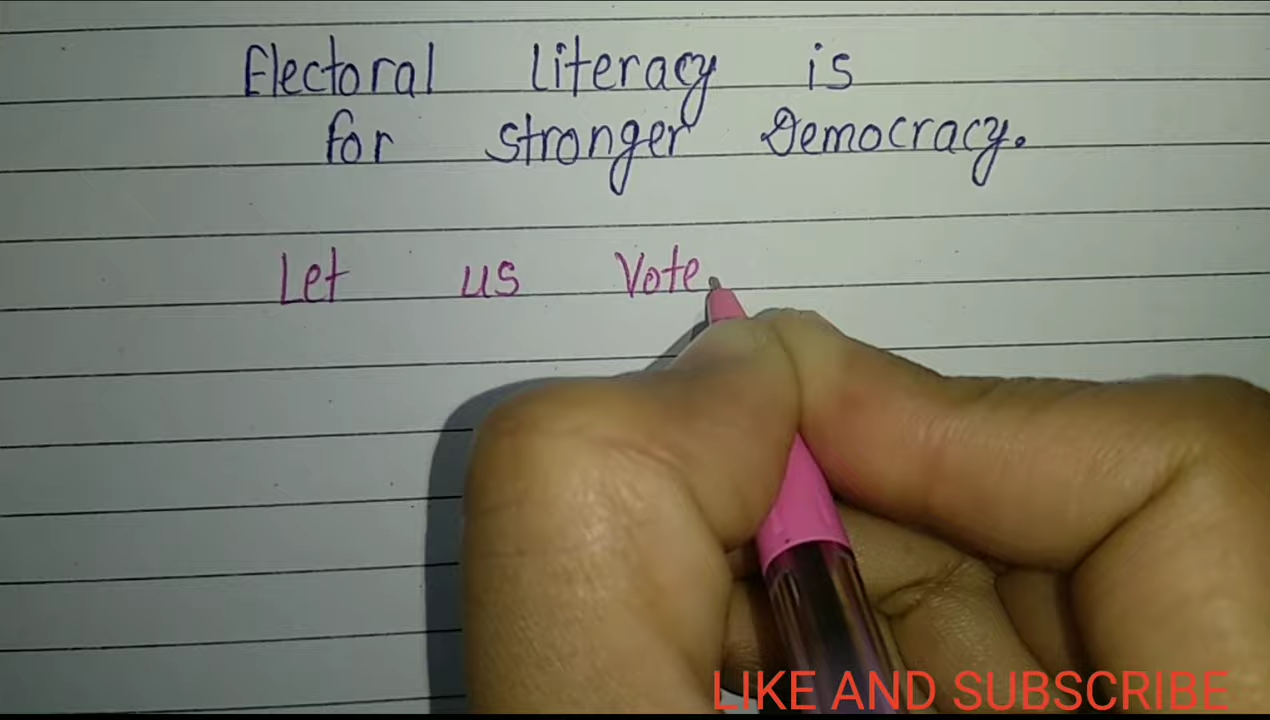 Electoral literacy is
for stronger Democracy.
Let us Vote
LIKE AND SUBSCRIBE